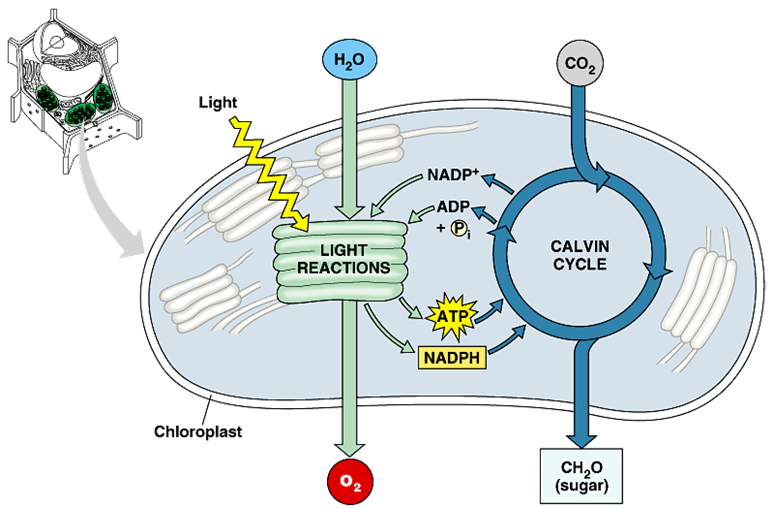 H₂O
CO₂
Light
NADP⁺
ADP
+ Pᵢ
LIGHT
REACTIONS
CALVIN
CYCLE
ATP
NADPH
Chloroplast
O₂
CH₂O
(sugar)